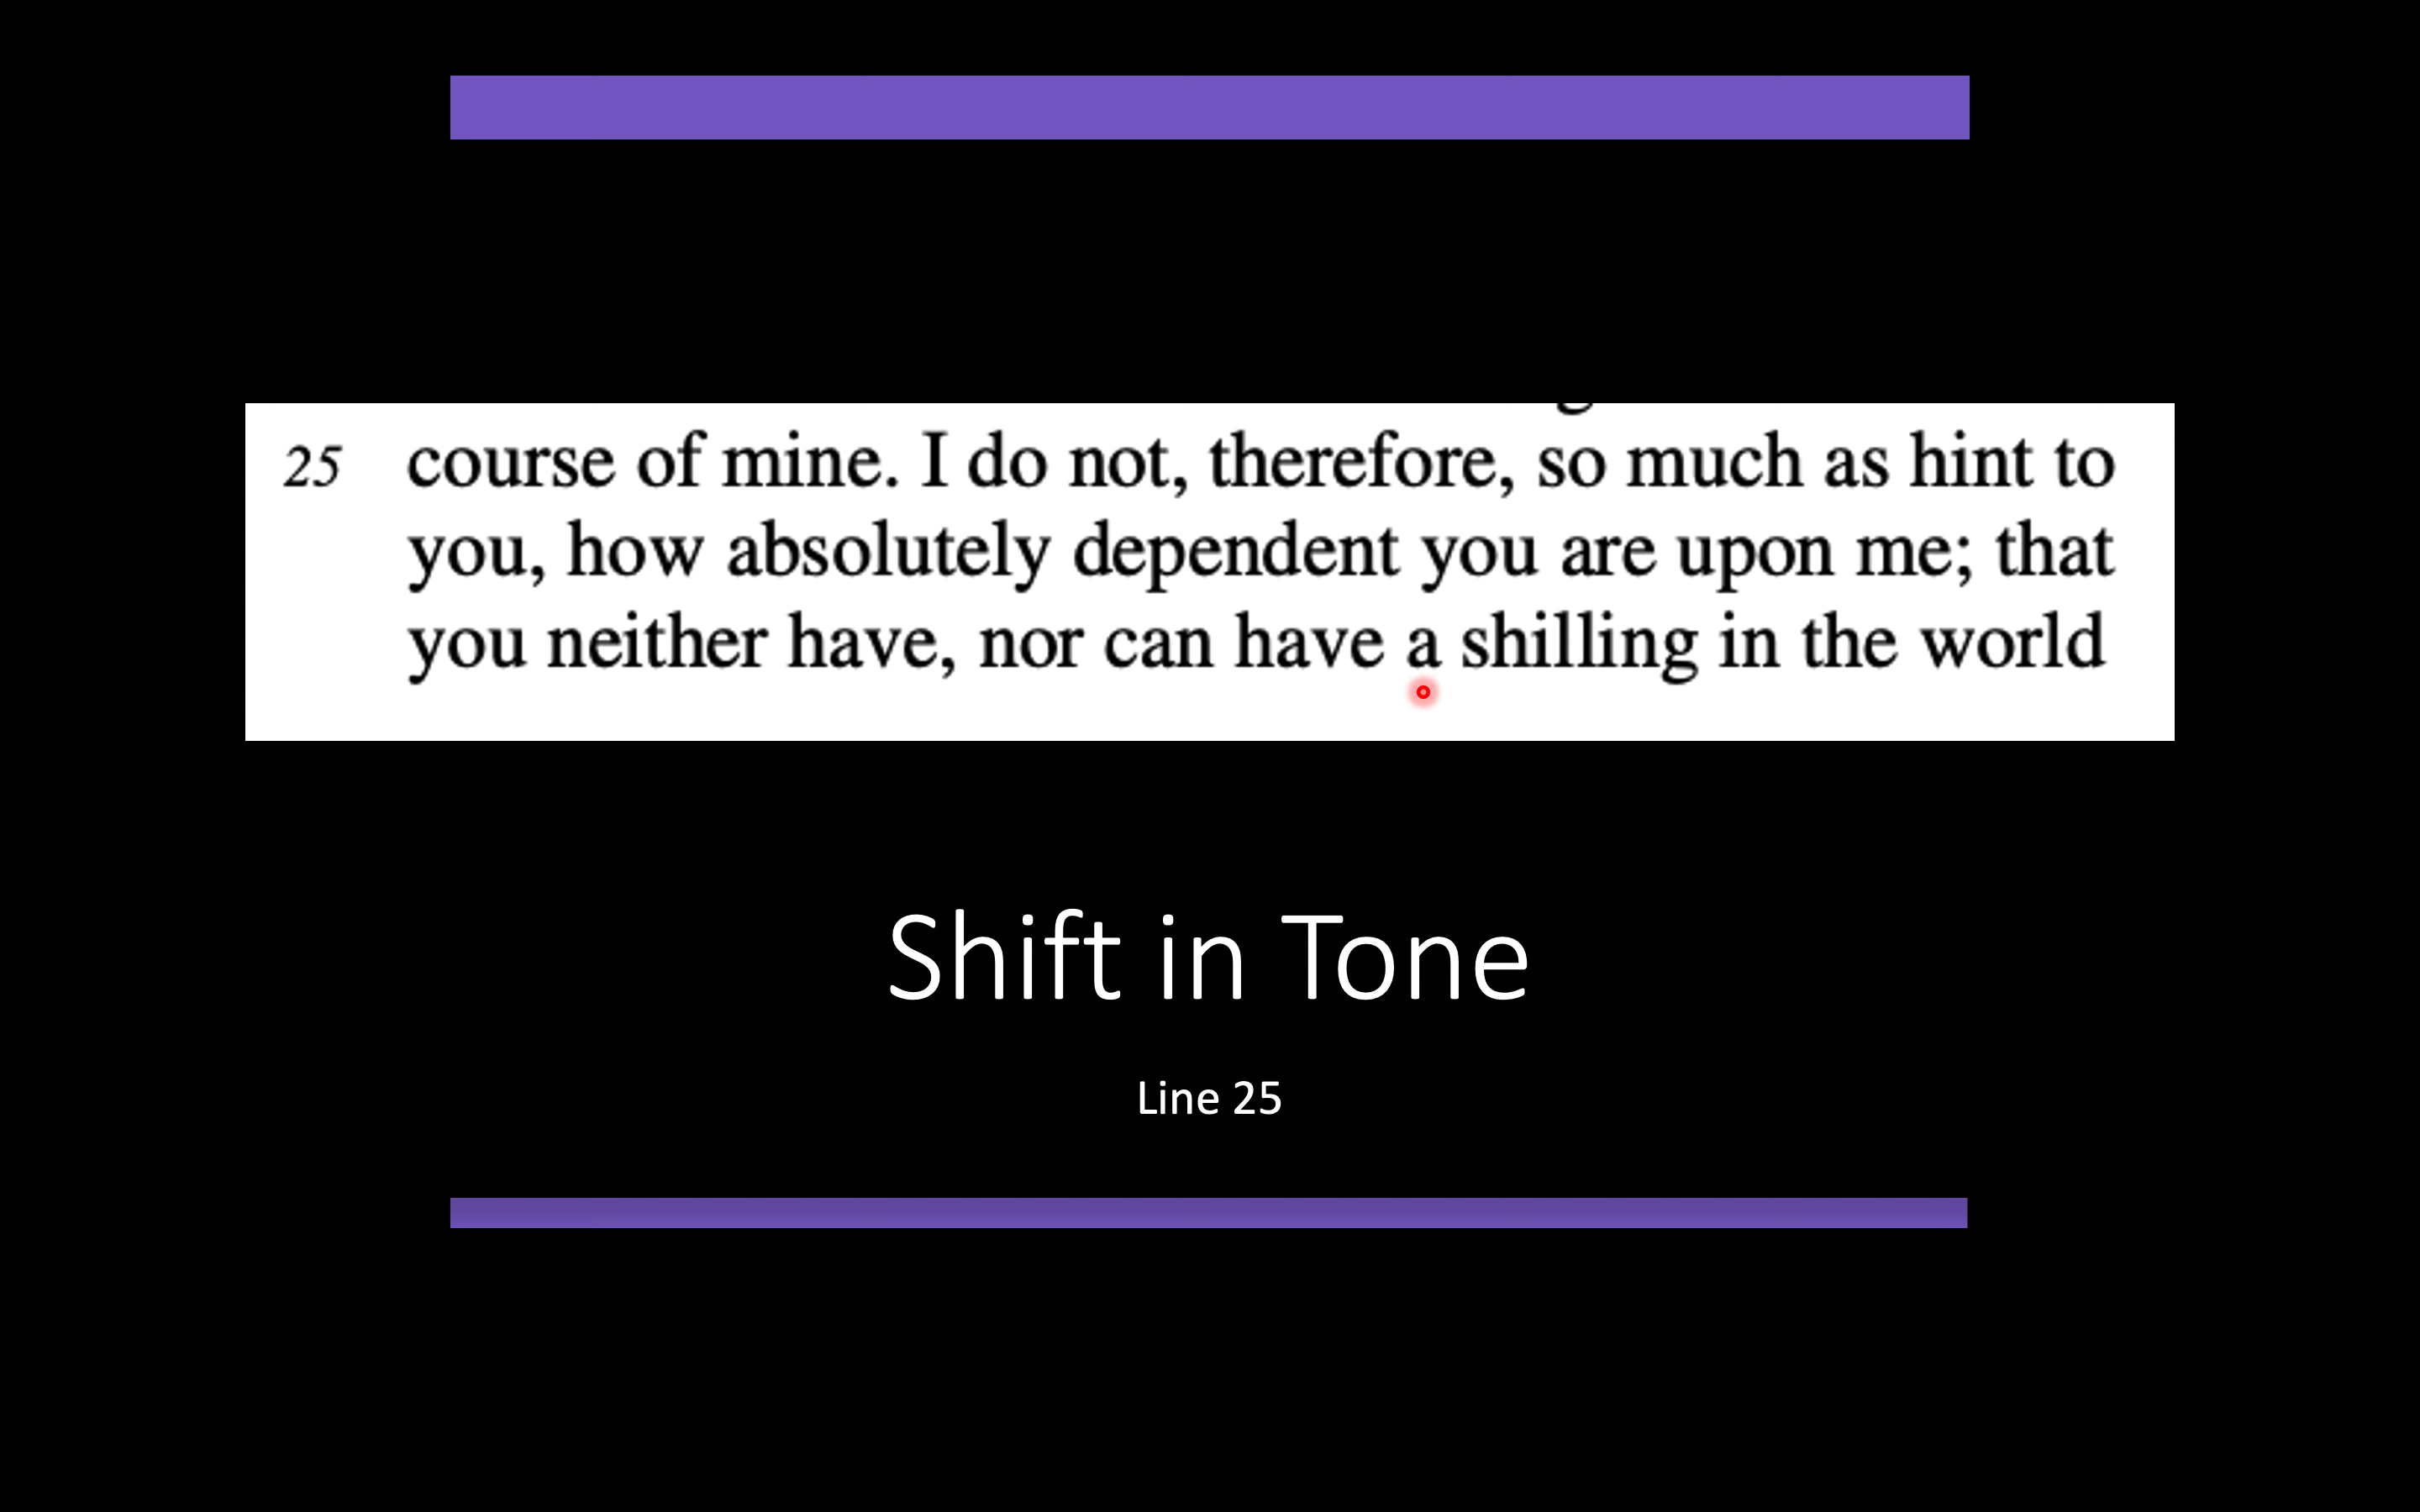 25 course of mine. I do not, therefore, so much as hint to
you, how absolutely dependent you are upon me; that
you neither have, nor can have a shilling in the world
Shift in Tone
Line 25